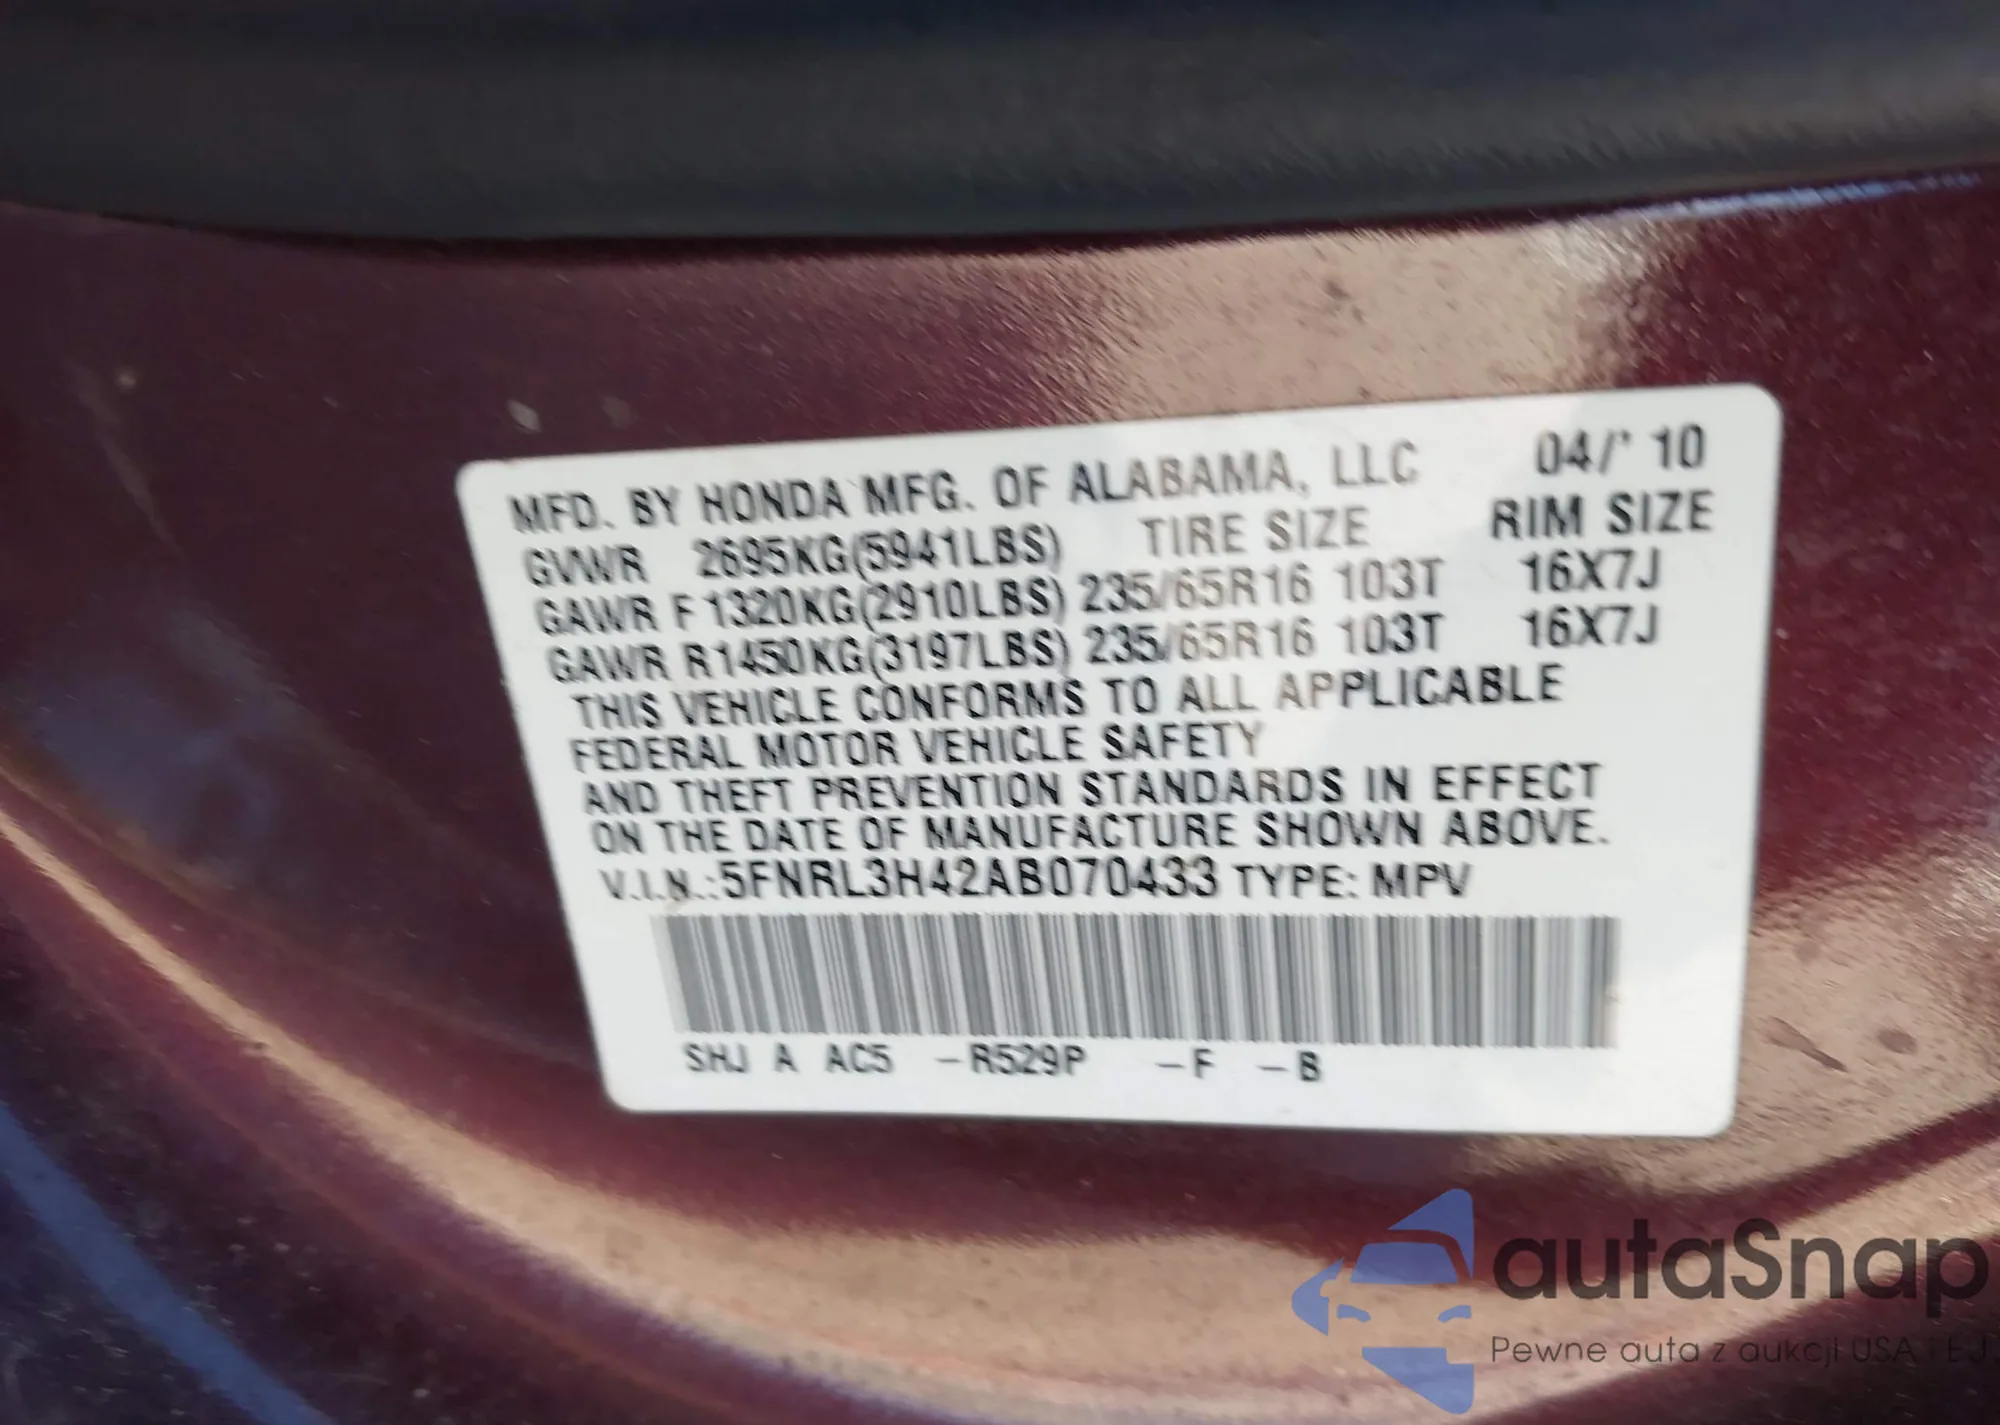 MFD. BY HONDA MFG. OF ALABAMA, LLC 04/' 10
GVWR 2695KG(5941LBS) TIRE SIZE RIM SIZE
GAWR F 1320KG(2910LBS) 235/65R16 103T 16X7J
GAWR R1450KG(3197LBS) 235/65R16 103T 16X7J
THIS VEHICLE CONFORMS TO ALL APPLICABLE
FEDERAL MOTOR VEHICLE SAFETY
AND THEFT PREVENTION STANDARDS IN EFFECT
ON THE DATE OF MANUFACTURE SHOWN ABOVE.
V.I.N.:5FNRL3H42AB070433 TYPE: MPV
SHJ A AC5 -R529P -F -B
autaSnap
Pewne auta z aukcji USA i EJ